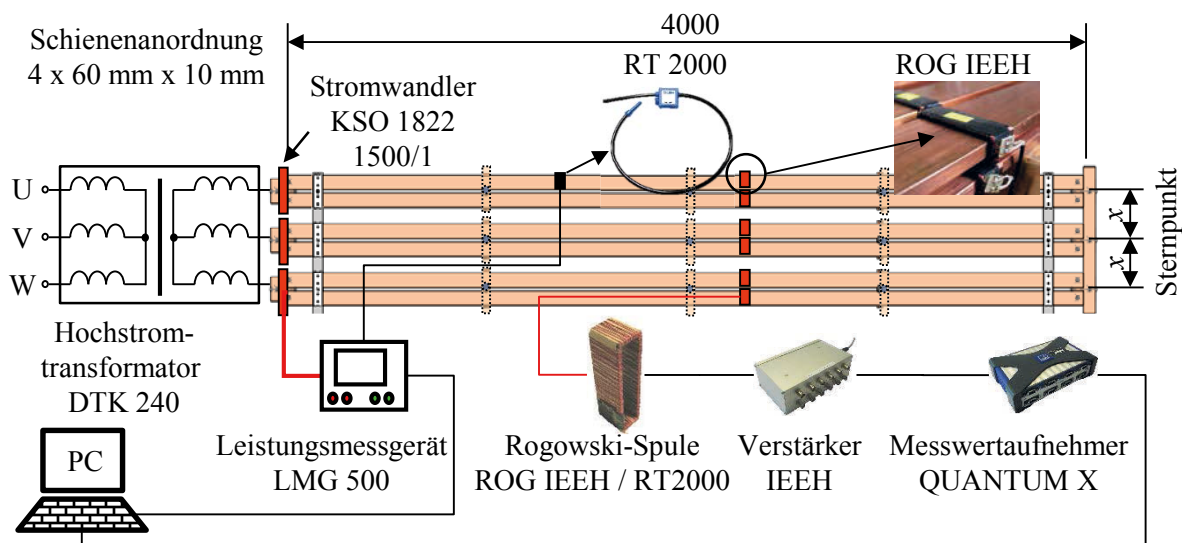 Schienenanordnung
4 x 60 mm x 10 mm
4000
RT 2000
ROG IEEH
Stromwandler
KSO 1822
1500/1
U
V
W
x
x
Sternpunkt
Hochstrom-
transformator
DTK 240
PC
Leistungsmessgerät
LMG 500
Rogowski-Spule
ROG IEEH / RT2000
Verstärker
IEEH
Messwertaufnehmer
QUANTUM X